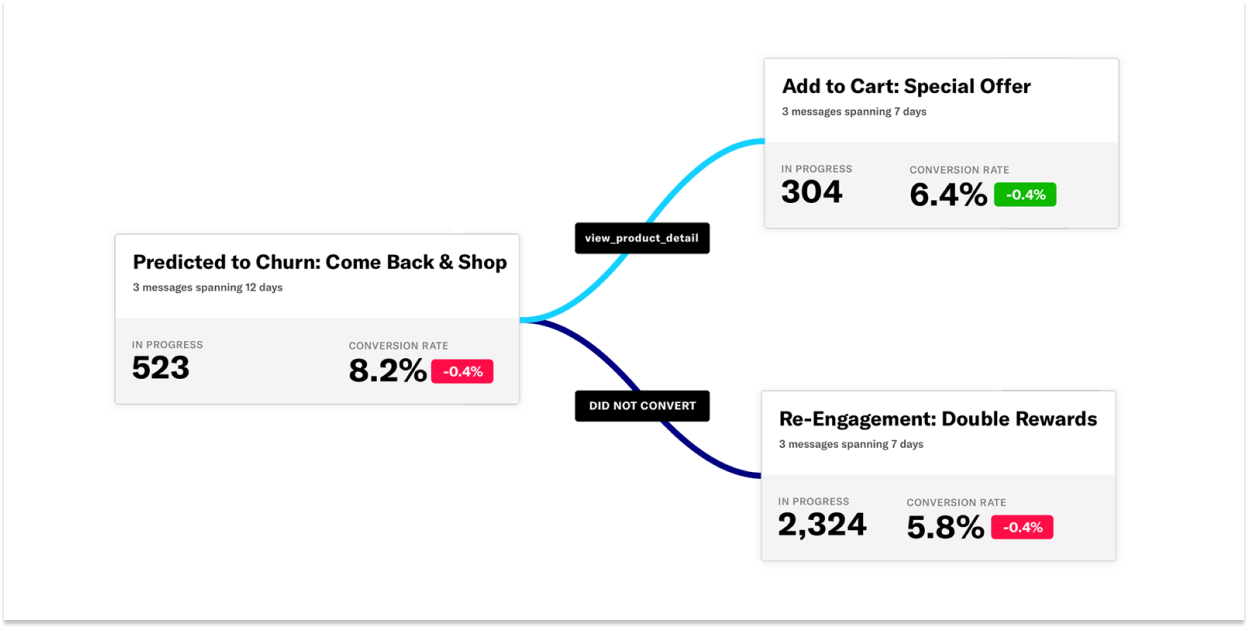 Predicted to Churn: Come Back & Shop
3 messages spanning 12 days
IN PROGRESS
523
CONVERSION RATE
8.2% -0.4%
view_product_detail
DID NOT CONVERT
Add to Cart: Special Offer
3 messages spanning 7 days
IN PROGRESS
304
CONVERSION RATE
6.4% -0.4%
Re-Engagement: Double Rewards
3 messages spanning 7 days
IN PROGRESS
2,324
CONVERSION RATE
5.8% -0.4%